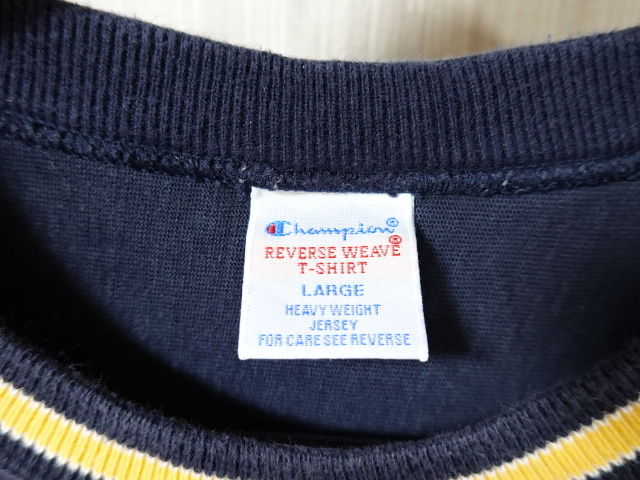 Champion®
REVERSE WEAVE®
T-SHIRT
LARGE
HEAVY WEIGHT
JERSEY
FOR CARE SEE REVERSE